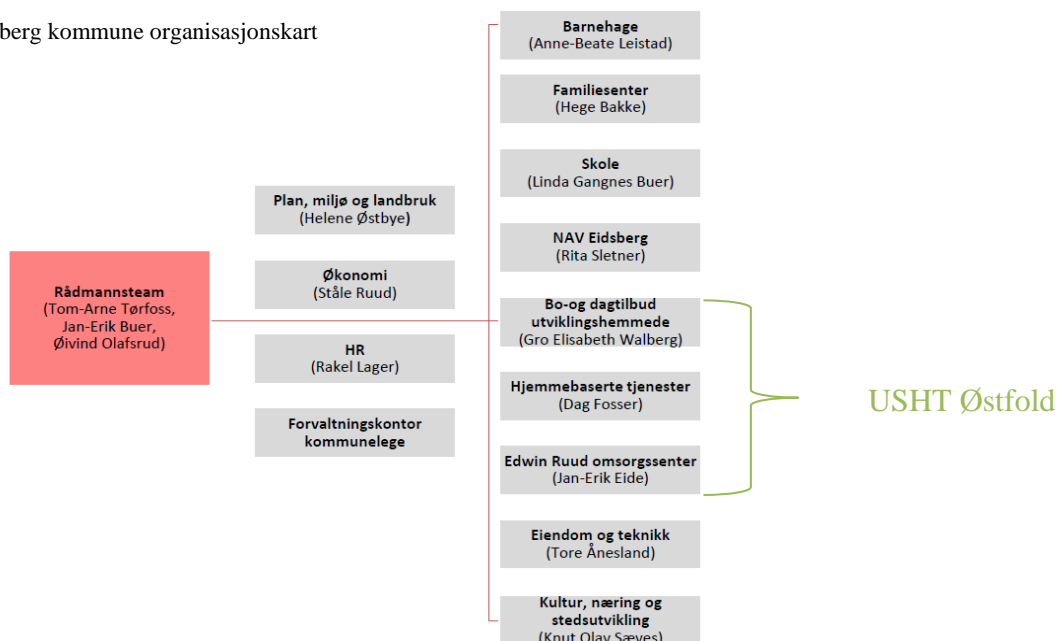 berg kommune organisasjonskart
Rådmannsteam
(Tom-Arne Tørfoss,
Jan-Erik Buer,
Øivind Olafsrud)
Plan, miljø og landbruk
(Helene Østbye)
Økonomi
(Ståle Ruud)
HR
(Rakel Lager)
Forvaltningskontor
kommunelege
Barnehage
(Anne-Beate Leistad)
Familiesenter
(Hege Bakke)
Skole
(Linda Gangnes Buer)
NAV Eidsberg
(Rita Sletner)
Bo-og dagtilbud
utviklingshemmede
(Gro Elisabeth Walberg)
Hjemmebaserte tjenester
(Dag Fosser)
Edwin Ruud omsorgssenter
(Jan-Erik Eide)
Eiendom og teknikk
(Tore Ånesland)
Kultur, næring og
stedsutvikling
(Knut Olav Sæves)
USHT Østfold